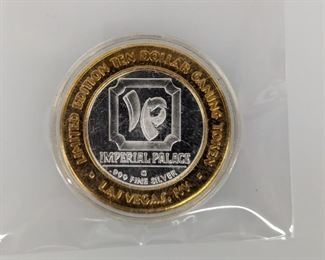 LIMITED EDITION TEN DOLLAR GAMING TOKEN
IP
IMPERIAL PALACE
G
.999 FINE SILVER
• LAS VEGAS, NV •